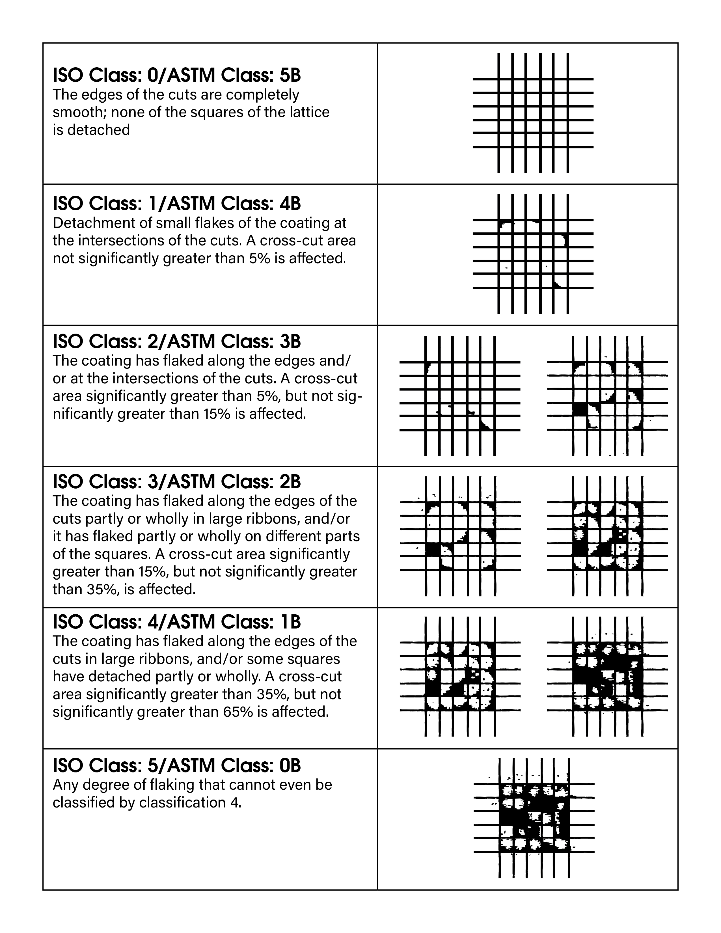 ISO Class: 0/ASTM Class: 5B
The edges of the cuts are completely
smooth; none of the squares of the lattice
is detached
ISO Class: 1/ASTM Class: 4B
Detachment of small flakes of the coating at
the intersections of the cuts. A cross-cut area
not significantly greater than 5% is affected.
ISO Class: 2/ASTM Class: 3B
The coating has flaked along the edges and/
or at the intersections of the cuts. A cross-cut
area significantly greater than 5%, but not sig-
nificantly greater than 15% is affected.
ISO Class: 3/ASTM Class: 2B
The coating has flaked along the edges of the
cuts partly or wholly in large ribbons, and/or
it has flaked partly or wholly on different parts
of the squares. A cross-cut area significantly
greater than 15%, but not significantly greater
than 35%, is affected.
ISO Class: 4/ASTM Class: 1B
The coating has flaked along the edges of the
cuts in large ribbons, and/or some squares
have detached partly or wholly. A cross-cut
area significantly greater than 35%, but not
significantly greater than 65% is affected.
ISO Class: 5/ASTM Class: 0B
Any degree of flaking that cannot even be
classified by classification 4.